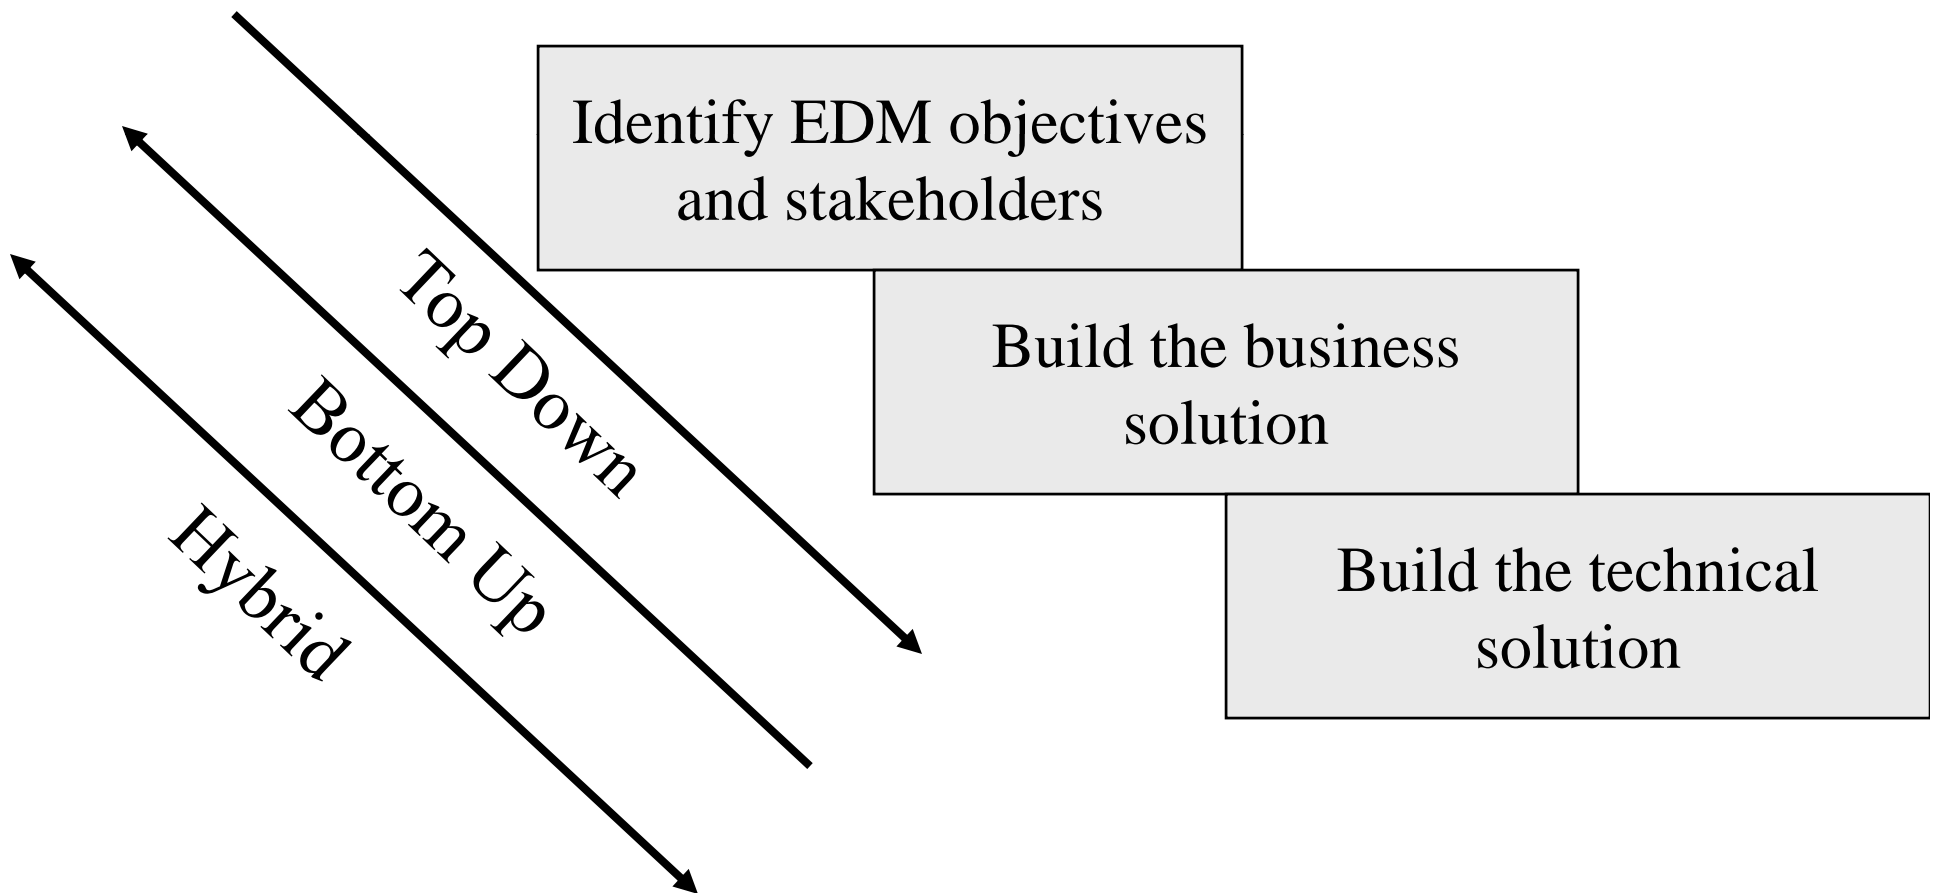 Identify EDM objectives
and stakeholders
Top Down
Build the business
solution
Bottom Up
Hybrid
Build the technical
solution